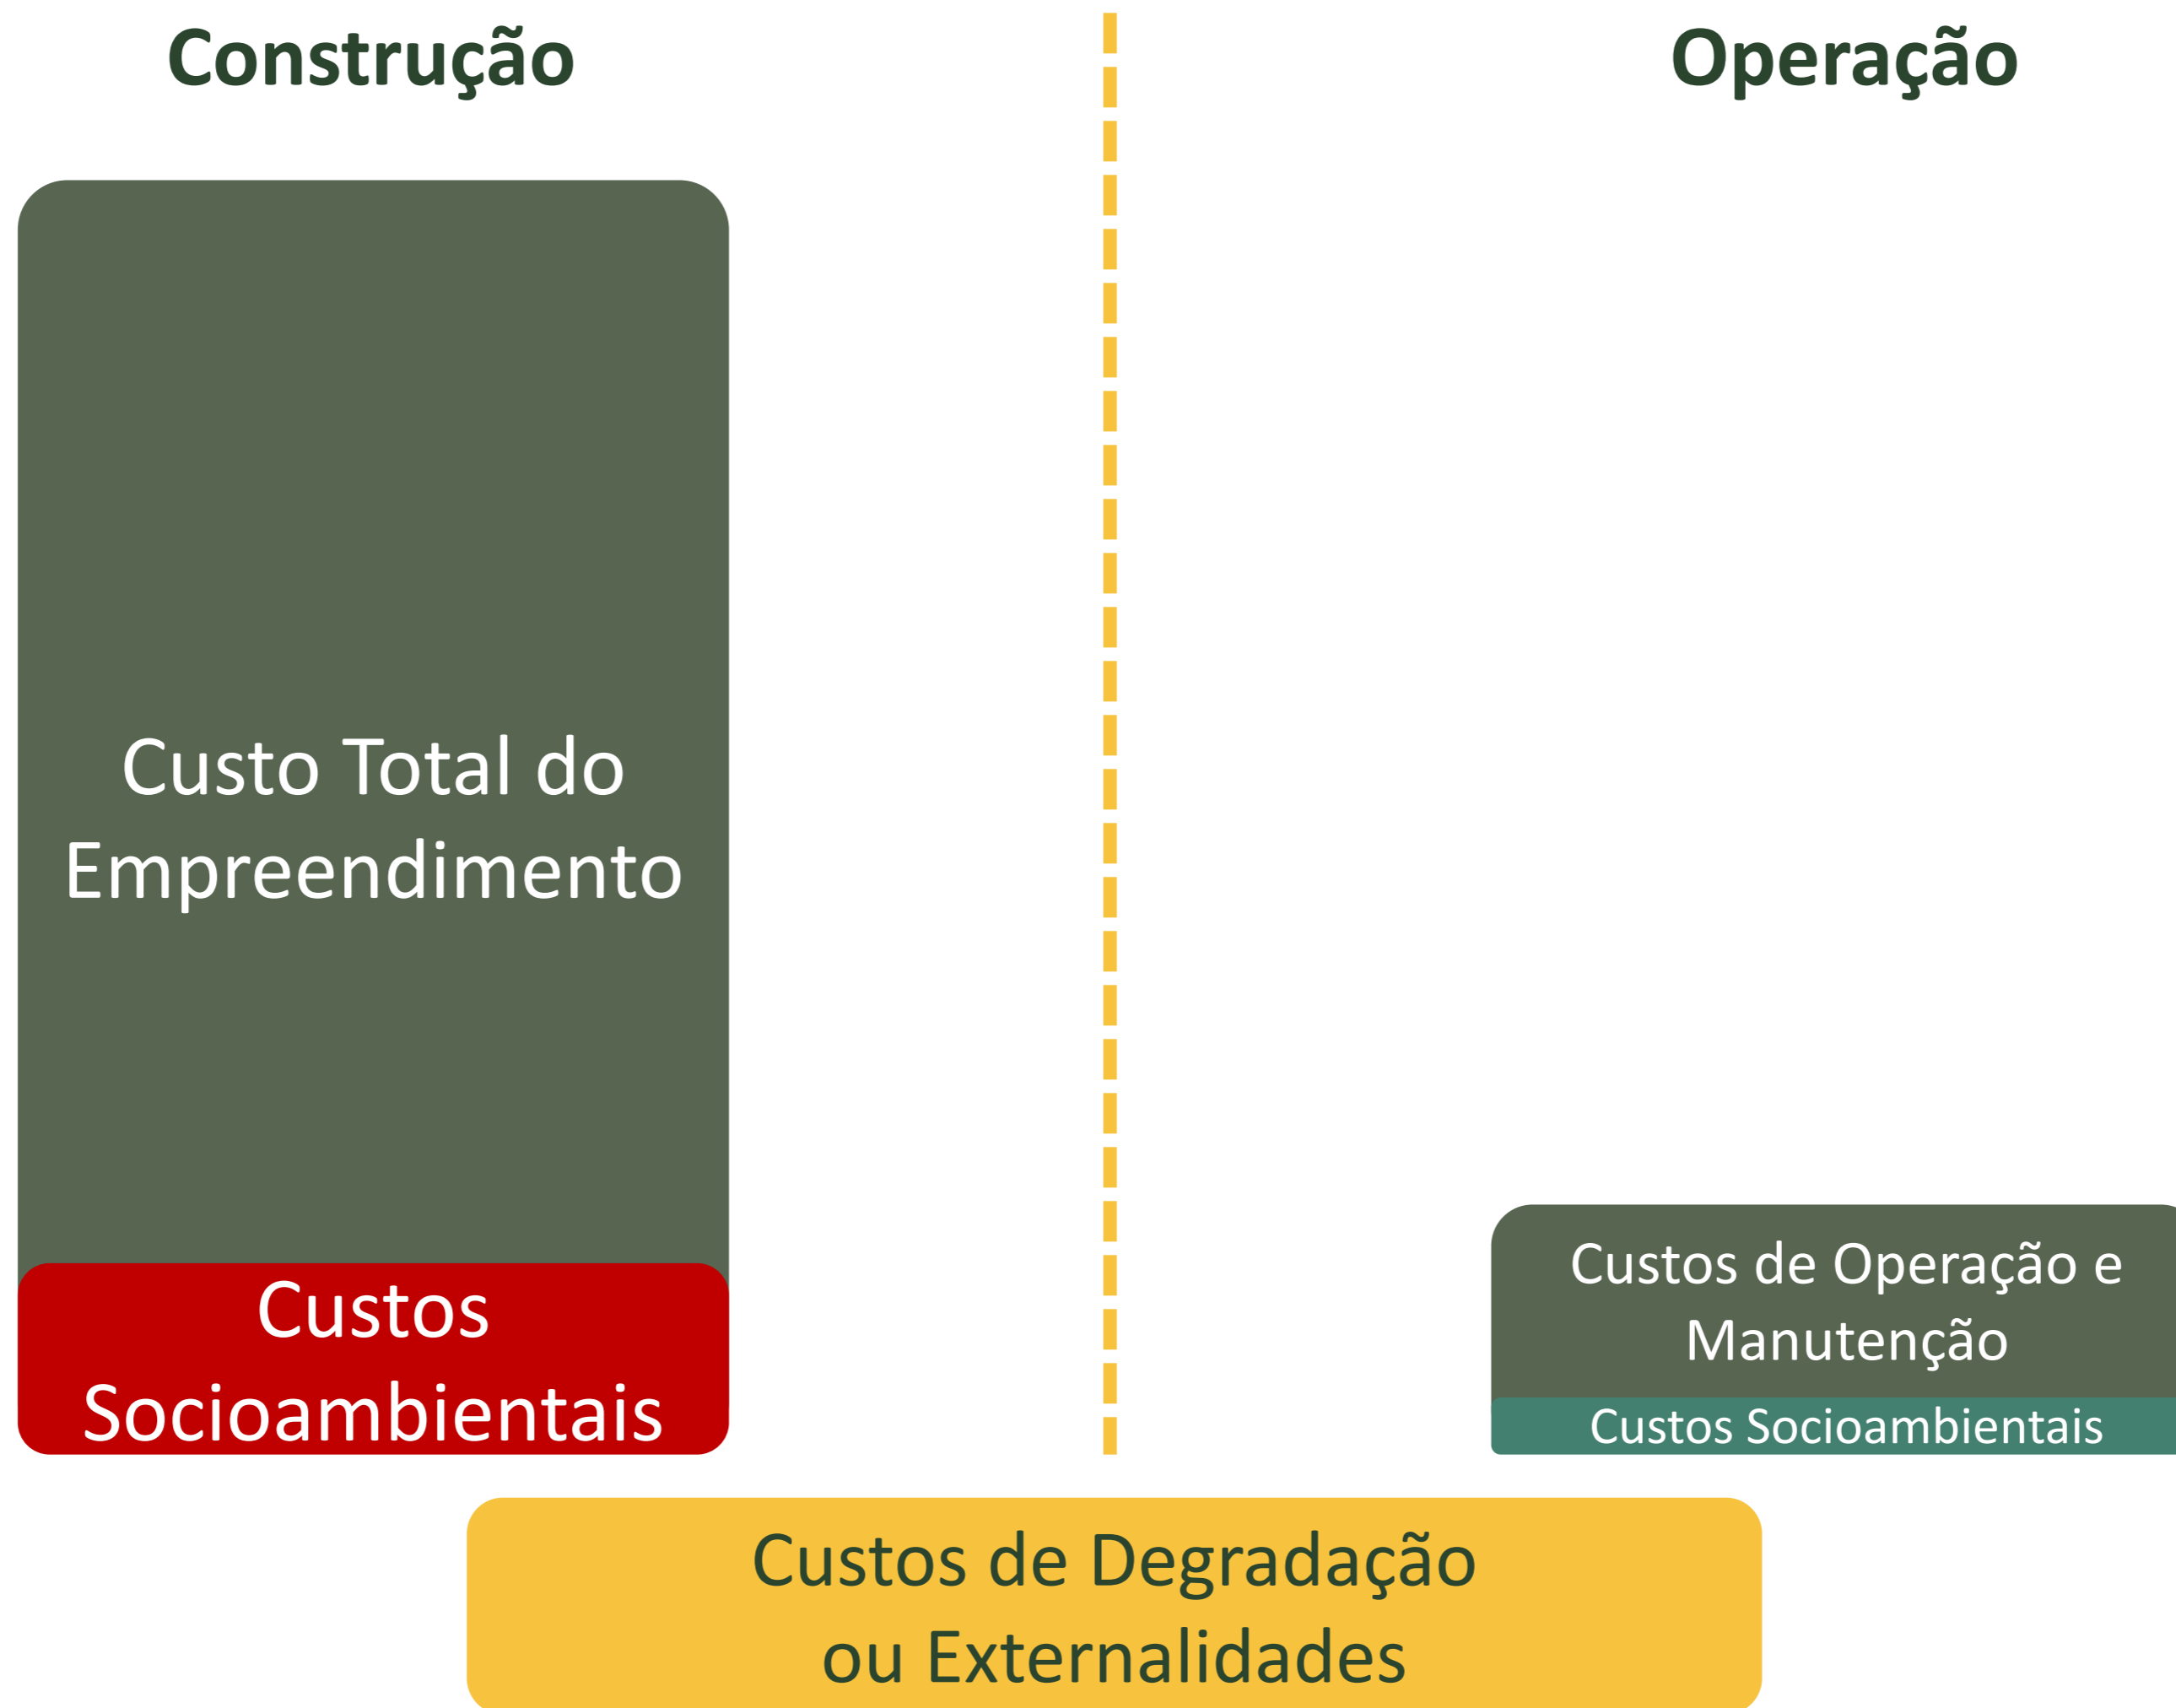 Construção
Operação
Custo Total do
Empreendimento
Custos
Socioambientais
Custos de Operação e
Manutenção
Custos Socioambientais
Custos de Degradação
ou Externalidades